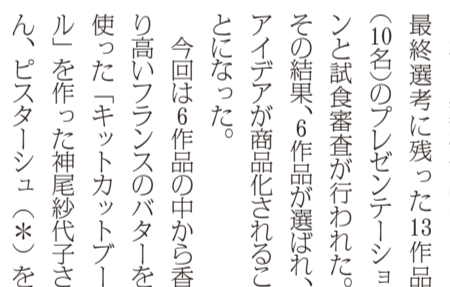 最終選考に残った13作品
(10名)のプレゼンテーショ
ンと試食審査が行われた。
その結果、6作品が選ばれ、
アイデアが商品化されるこ
とになった。
今回は6作品の中から香
り高いフランスのバターを
使った「キットカットブー
ル」を作った神尾紗代子さ
ん、ピスターシュ(＊)を